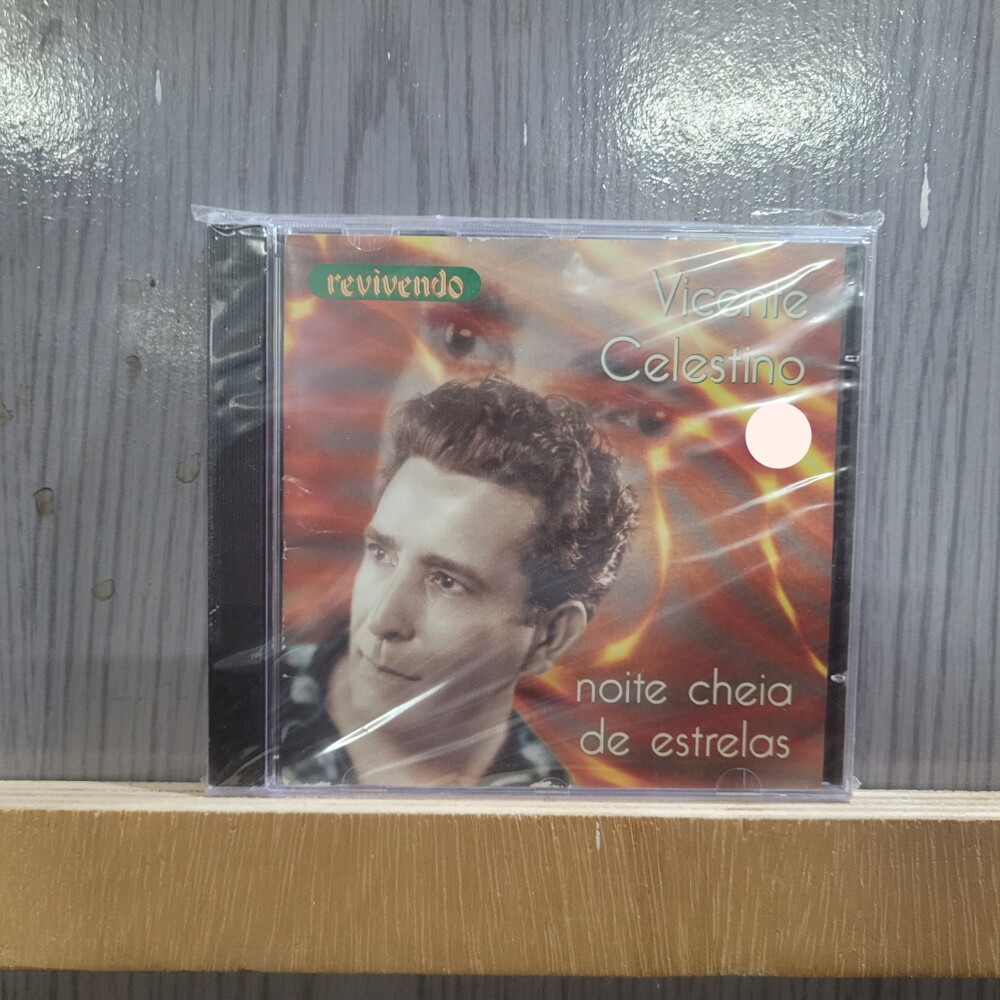 revivendo
Vicente
Celestino
noite cheia
de estrelas